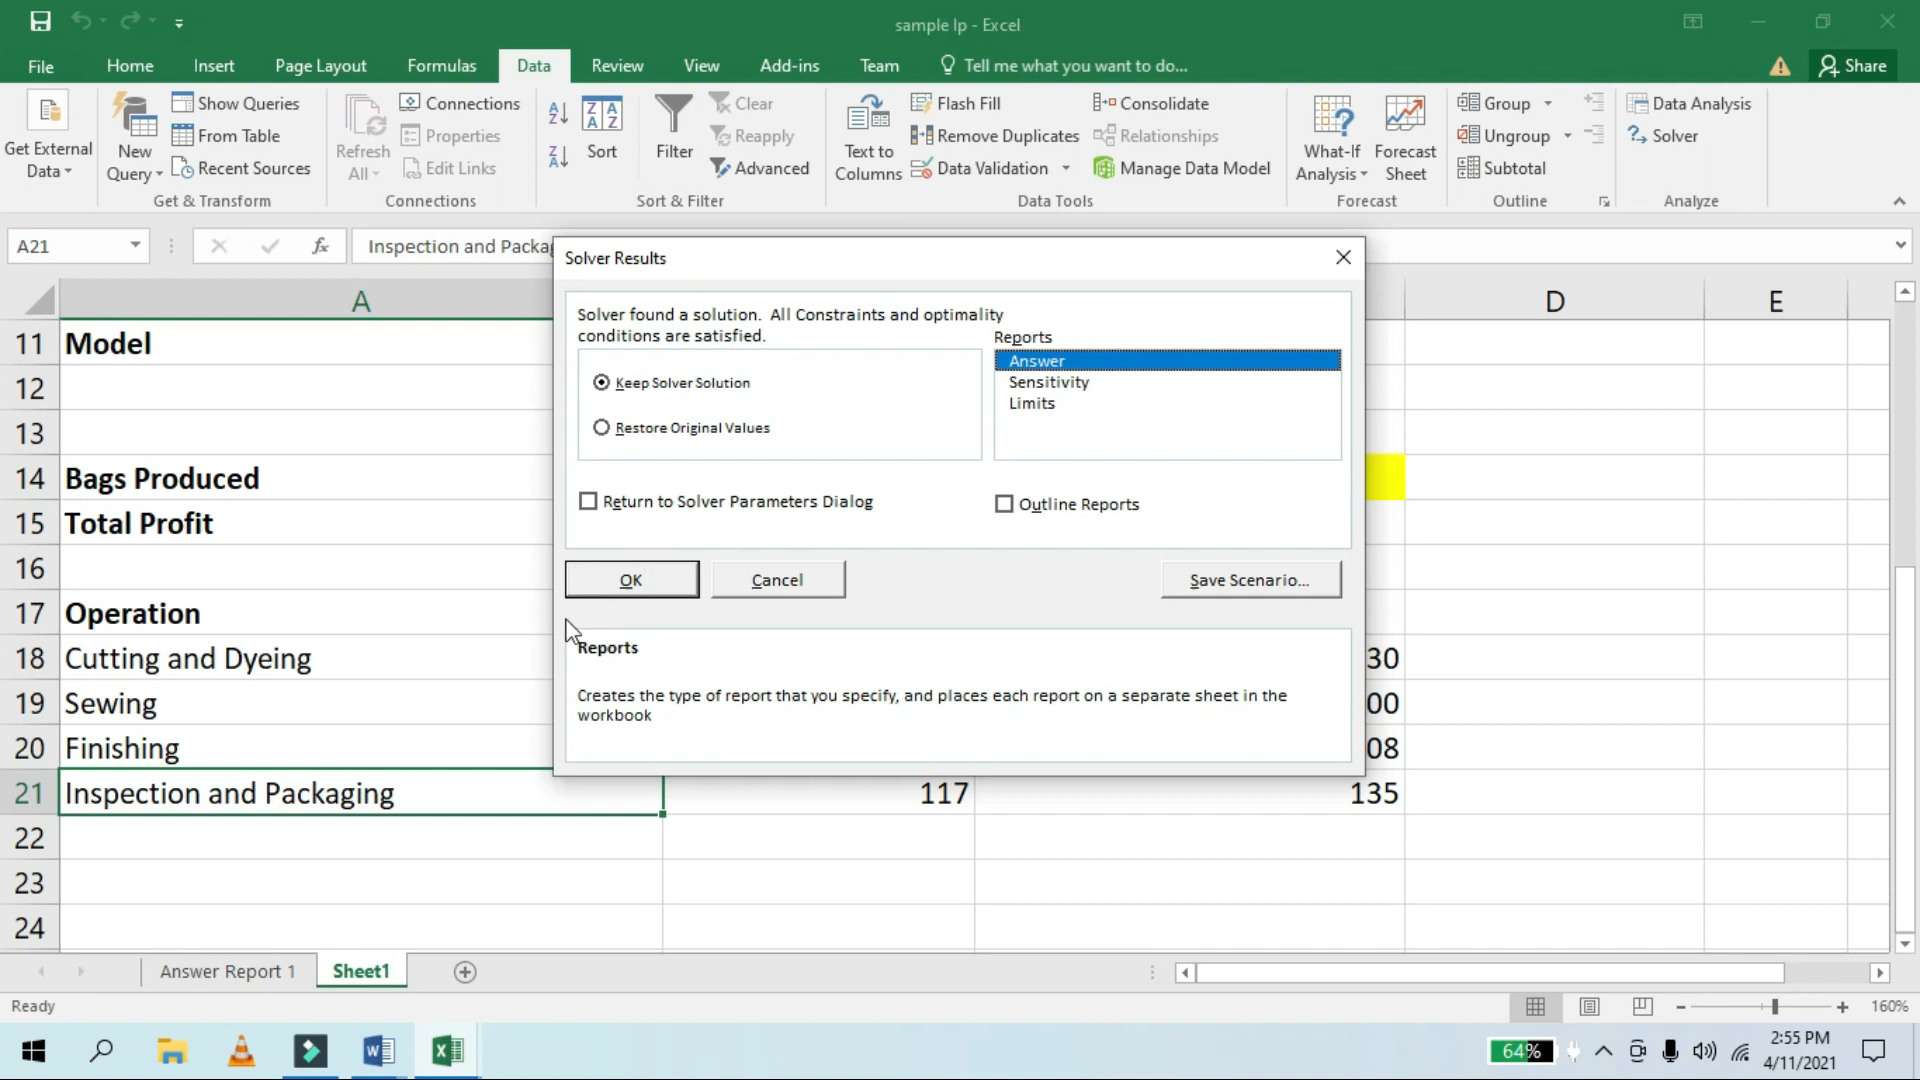 sample lp - Excel
File Home Insert Page Layout Formulas Data Review View Add-ins Team Tell me what you want to do... Share
Get External Data
New Query
Show Queries
From Table
Recent Sources
Get & Transform
Refresh All
Connections
Properties
Edit Links
Connections
Sort
Filter
Clear
Reapply
Advanced
Sort & Filter
Text to Columns
Flash Fill
Remove Duplicates
Data Validation
Consolidate
Relationships
Manage Data Model
Data Tools
What-If Analysis
Forecast Sheet
Forecast
Group
Ungroup
Subtotal
Outline
Data Analysis
Solver
Analyze
A21 fx Inspection and Packag
A D E
11 Model
12
13
14 Bags Produced
15 Total Profit
16
17 Operation
18 Cutting and Dyeing 30
19 Sewing 00
20 Finishing 08
21 Inspection and Packaging 117 135
22
23
24
Solver Results
Solver found a solution. All Constraints and optimality
conditions are satisfied.
Keep Solver Solution
Restore Original Values
Reports
Answer
Sensitivity
Limits
Return to Solver Parameters Dialog
Outline Reports
OK Cancel Save Scenario...
Reports
Creates the type of report that you specify, and places each report on a separate sheet in the
workbook
Answer Report 1 Sheet1
Ready 160%
64% 2:55 PM
4/11/2021